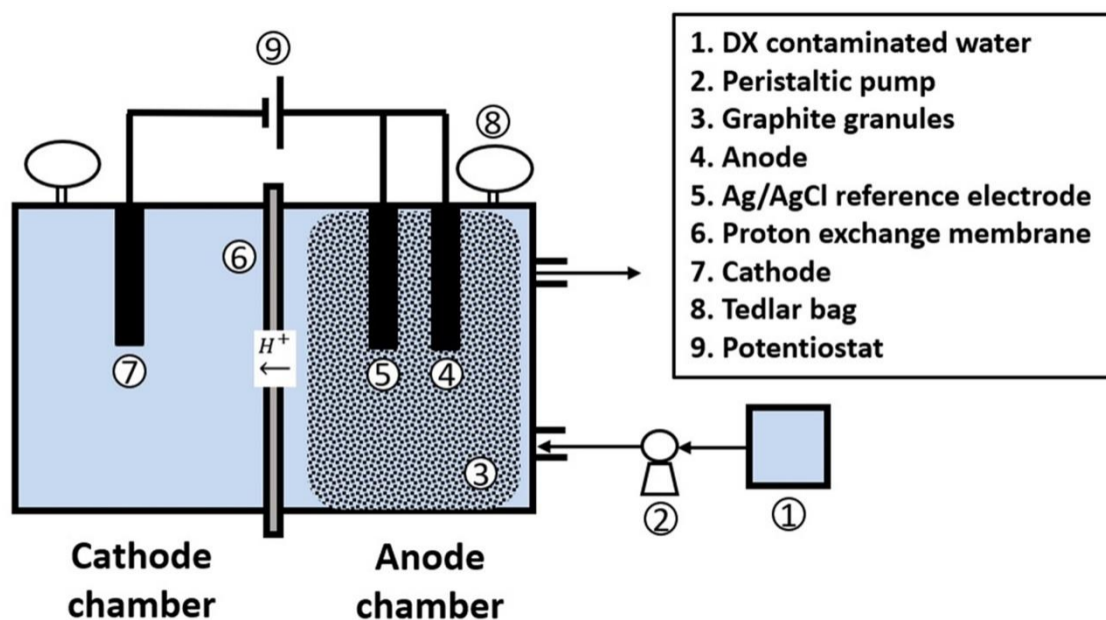 ⑨
⑧
1. DX contaminated water
2. Peristaltic pump
3. Graphite granules
4. Anode
5. Ag/AgCl reference electrode
6. Proton exchange membrane
7. Cathode
8. Tedlar bag
9. Potentiostat
⑥
H⁺
←
⑦
⑤
④
③
②
①
Cathode
chamber
Anode
chamber